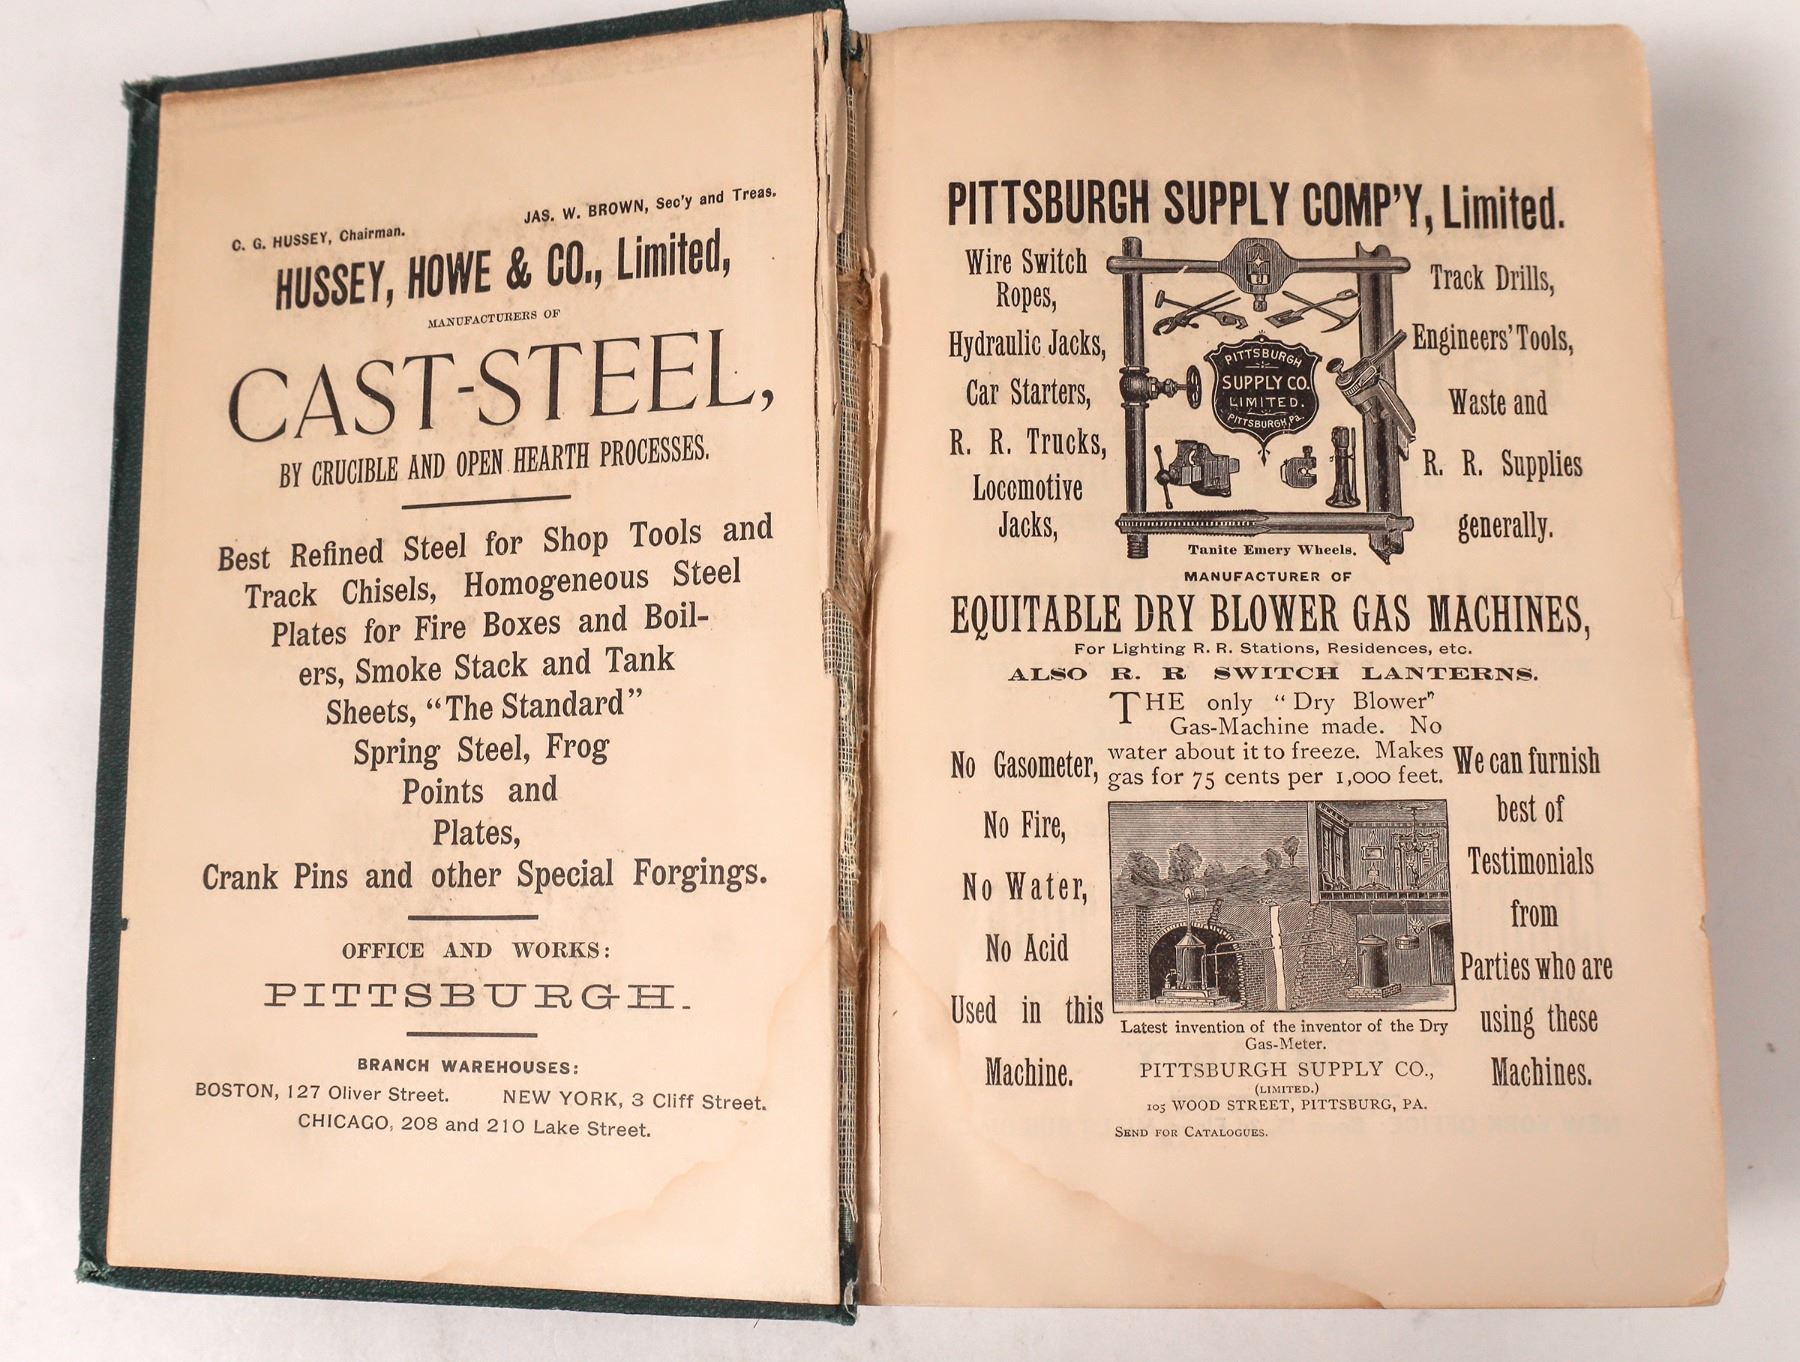 C. G. HUSSEY, Chairman. JAS. W. BROWN, Sec'y and Treas.
HUSSEY, HOWE & CO., Limited,
MANUFACTURERS OF
CAST-STEEL,
BY CRUCIBLE AND OPEN HEARTH PROCESSES.
Best Refined Steel for Shop Tools and
Track Chisels, Homogeneous Steel
Plates for Fire Boxes and Boil-
ers, Smoke Stack and Tank
Sheets, "The Standard"
Spring Steel, Frog
Points and
Plates,
Crank Pins and other Special Forgings.
OFFICE AND WORKS:
PITTSBURGH.
BRANCH WAREHOUSES:
BOSTON, 127 Oliver Street. NEW YORK, 3 Cliff Street.
CHICAGO, 208 and 210 Lake Street.
PITTSBURGH SUPPLY COMP'Y, Limited.
Wire Switch
Ropes,
Hydraulic Jacks,
Car Starters,
R. R. Trucks,
Locomotive
Jacks,
PITTSBURGH
SUPPLY CO.
LIMITED.
PITTSBURGH, Pa.
Tanite Emery Wheels.
Track Drills,
Engineers' Tools,
Waste and
R. R. Supplies
generally.
MANUFACTURER OF
EQUITABLE DRY BLOWER GAS MACHINES,
For Lighting R. R. Stations, Residences, etc.
ALSO R. R SWITCH LANTERNS.
THE only "Dry Blower"
Gas-Machine made. No
water about it to freeze. Makes
gas for 75 cents per 1,000 feet.
No Gasometer,
No Fire,
No Water,
No Acid
Used in this
Machine.
We can furnish
best of
Testimonials
from
Parties who are
using these
Machines.
Latest invention of the inventor of the Dry
Gas-Meter.
PITTSBURGH SUPPLY CO.,
(LIMITED.)
105 WOOD STREET, PITTSBURG, PA.
SEND FOR CATALOGUES.